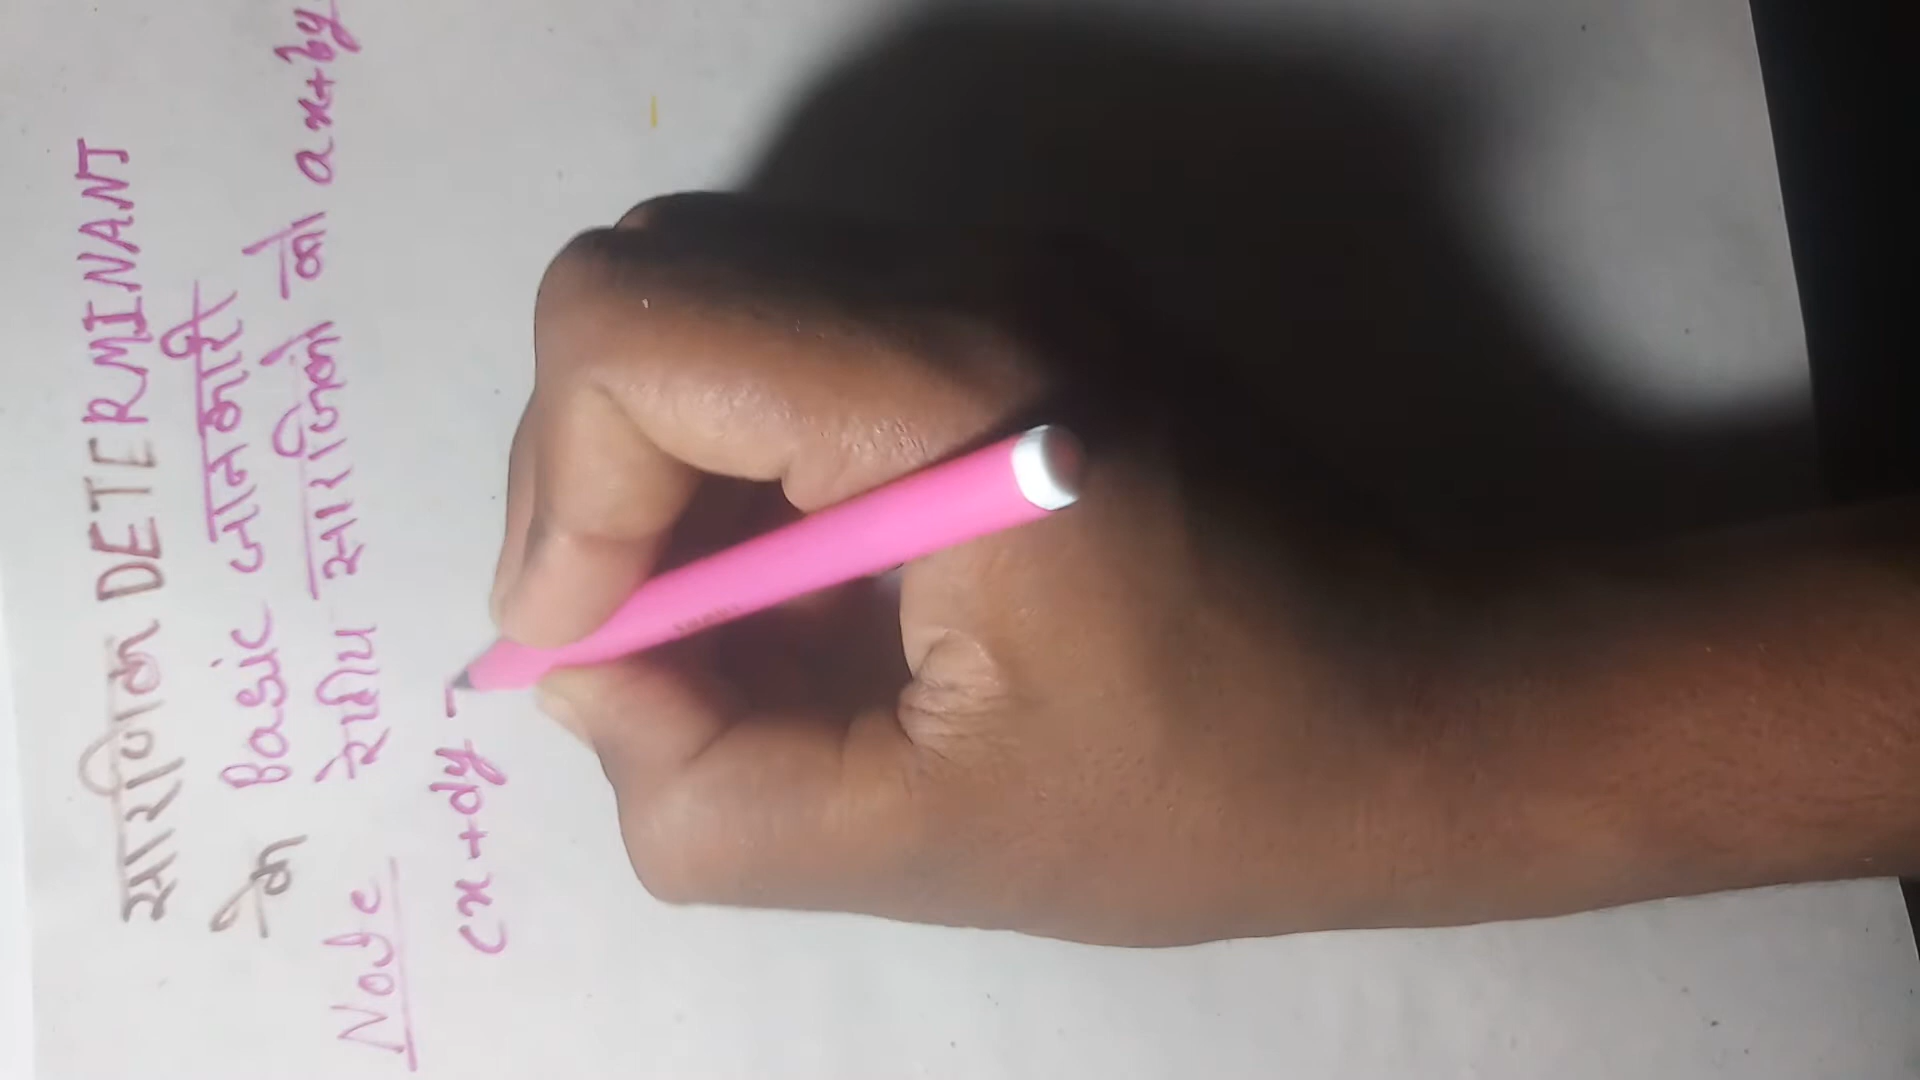 सारणिक DETERMINANT
के Basic जानकारि
Note रेखीय सारणिको को ax+by
cx+dy